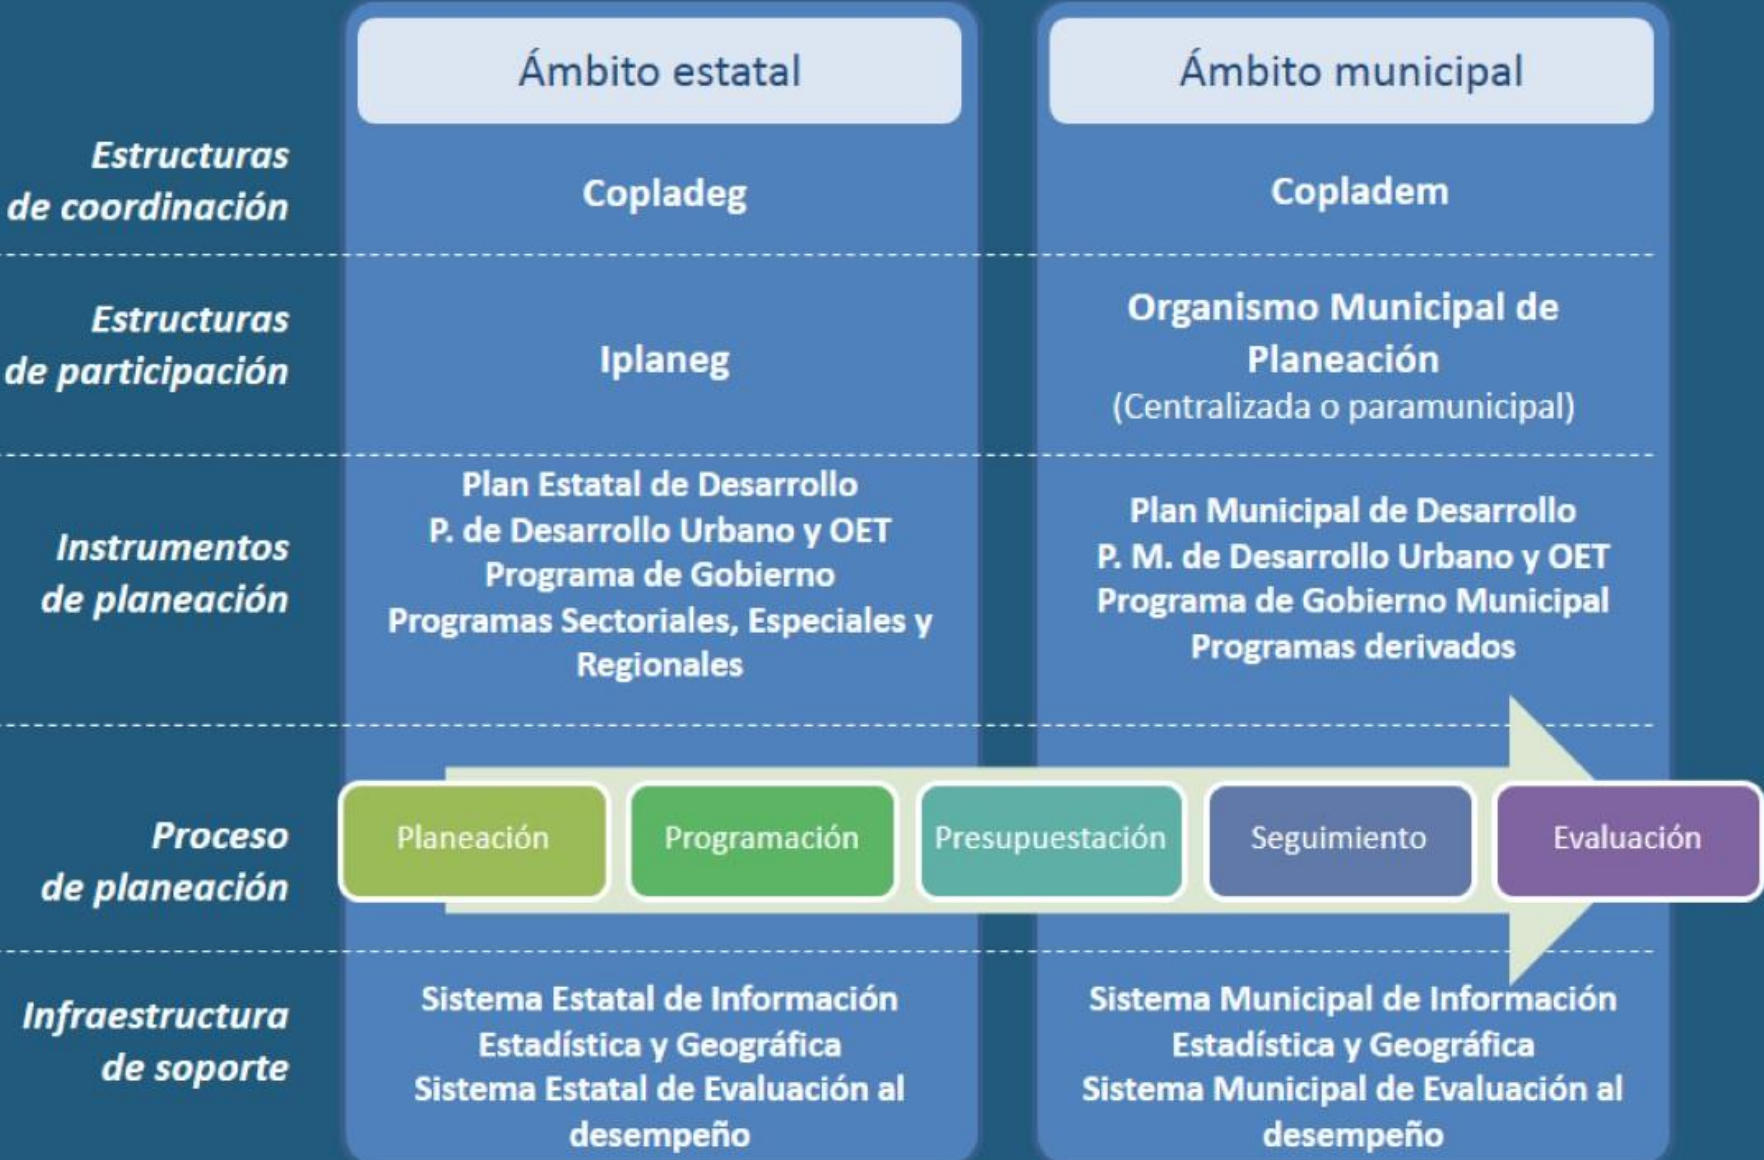 Ámbito estatal
Ámbito municipal
Estructuras
de coordinación
Copladeg
Copladem
Estructuras
de participación
Iplaneg
Organismo Municipal de
Planeación
(Centralizada o paramunicipal)
Instrumentos
de planeación
Plan Estatal de Desarrollo
P. de Desarrollo Urbano y OET
Programa de Gobierno
Programas Sectoriales, Especiales y
Regionales
Plan Municipal de Desarrollo
P. M. de Desarrollo Urbano y OET
Programa de Gobierno Municipal
Programas derivados
Proceso
de planeación
Planeación
Programación
Presupuestación
Seguimiento
Evaluación
Infraestructura
de soporte
Sistema Estatal de Información
Estadística y Geográfica
Sistema Estatal de Evaluación al
desempeño
Sistema Municipal de Información
Estadística y Geográfica
Sistema Municipal de Evaluación al
desempeño